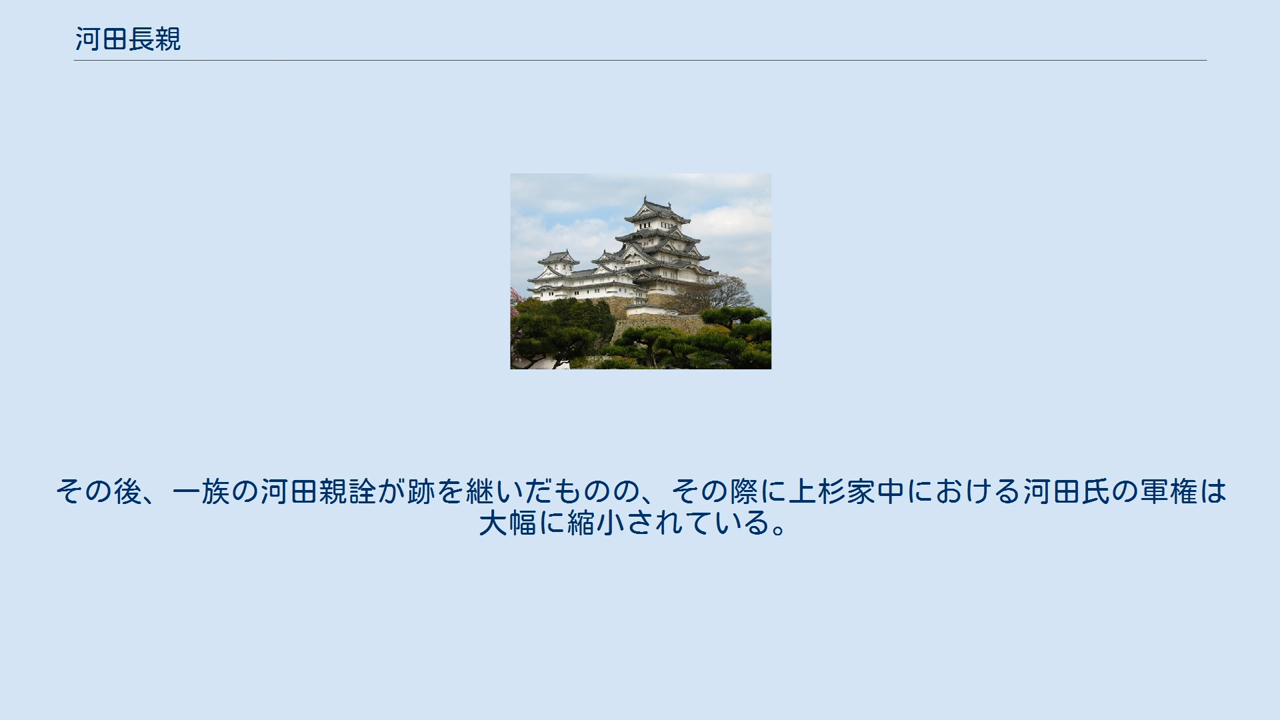 河田長親
その後、一族の河田親詮が跡を継いだものの、その際に上杉家中における河田氏の軍権は
大幅に縮小されている。